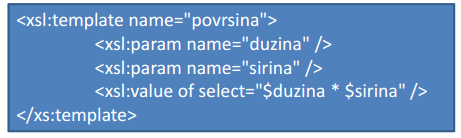 <xsl:template name="povrsina">
<xsl:param name="duzina" />
<xsl:param name="sirina" />
<xsl:value of select="$duzina * $sirina" />
</xs:template>